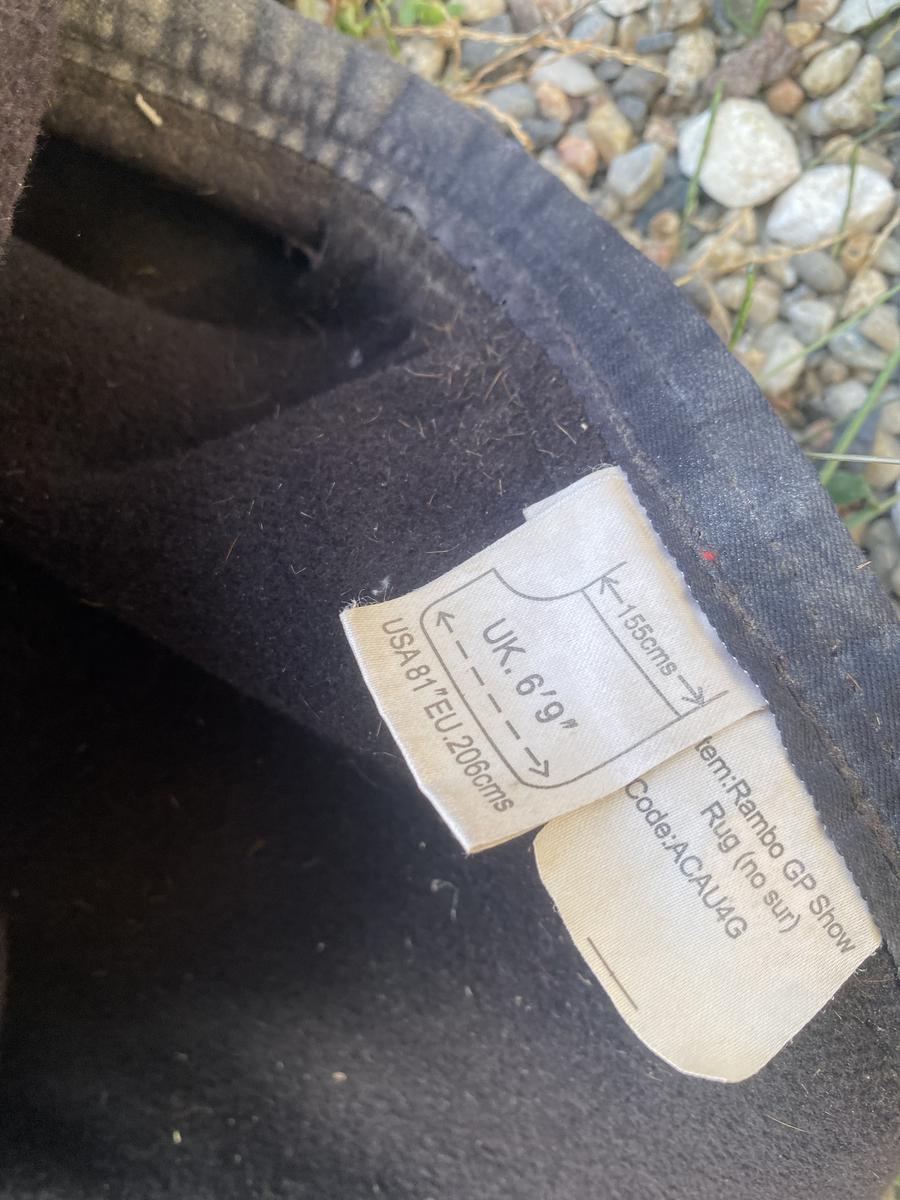 155cms
UK. 6'9"
USA 81" EU.206cms
tem:Rambo GP Show
Rug (no sur)
Code:ACAU4G